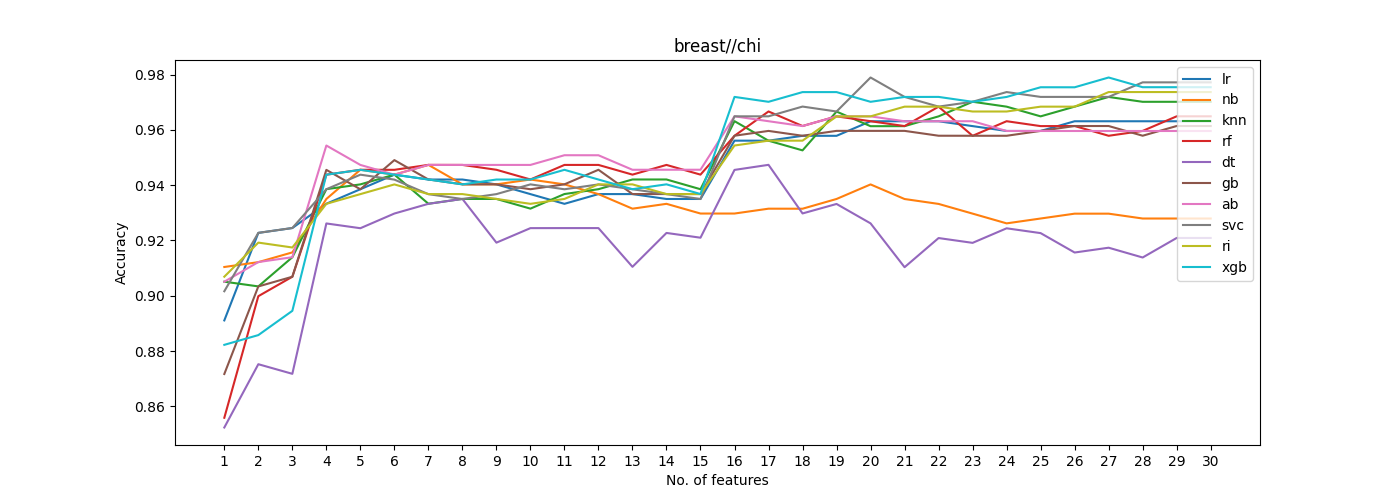 breast//chi
Accuracy
0.98
0.96
0.94
0.92
0.90
0.88
0.86
1 2 3 4 5 6 7 8 9 10 11 12 13 14 15 16 17 18 19 20 21 22 23 24 25 26 27 28 29 30
No. of features
lr
nb
knn
rf
dt
gb
ab
svc
ri
xgb